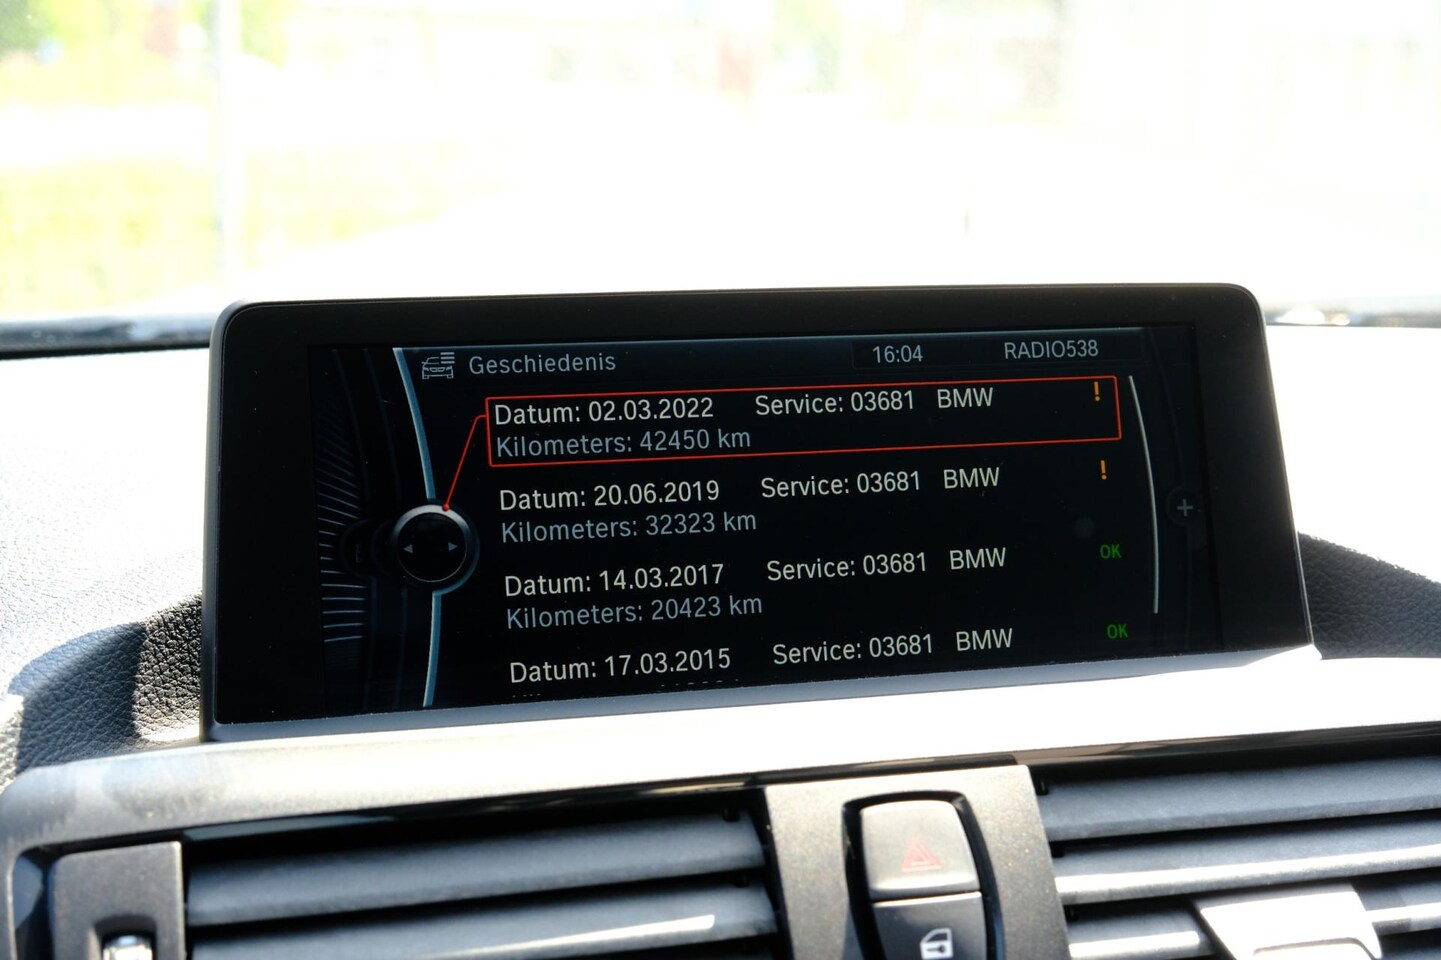 Geschiedenis 16:04 RADIO538
Datum: 02.03.2022 Service: 03681 BMW !
Kilometers: 42450 km
Datum: 20.06.2019 Service: 03681 BMW !
Kilometers: 32323 km
Datum: 14.03.2017 Service: 03681 BMW OK
Kilometers: 20423 km
Datum: 17.03.2015 Service: 03681 BMW OK